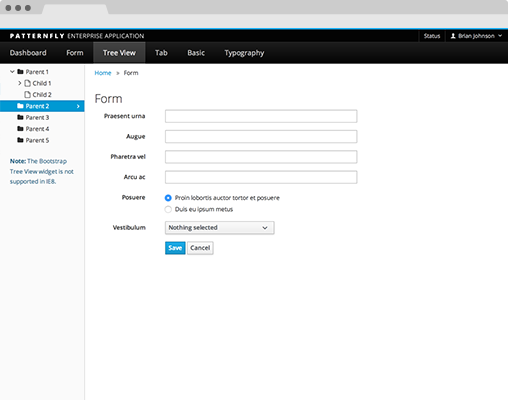 PATTERNFLY ENTERPRISE APPLICATION
Status
Brian Johnson
Dashboard
Form
Tree View
Tab
Basic
Typography
Parent 1
Child 1
Child 2
Parent 2
Parent 3
Parent 4
Parent 5
Note: The Bootstrap
Tree View widget is not
supported in IE8.
Home » Form
Form
Praesent urna
Augue
Pharetra vel
Arcu ac
Posuere
Proin lobortis auctor tortor et posuere
Duis eu ipsum metus
Vestibulum
Nothing selected
Save
Cancel